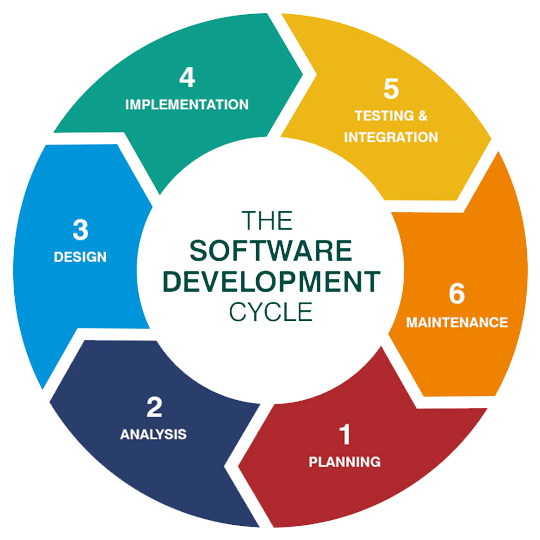 4
IMPLEMENTATION
5
TESTING &
INTEGRATION
3
DESIGN
THE
SOFTWARE
DEVELOPMENT
CYCLE
6
MAINTENANCE
2
ANALYSIS
1
PLANNING